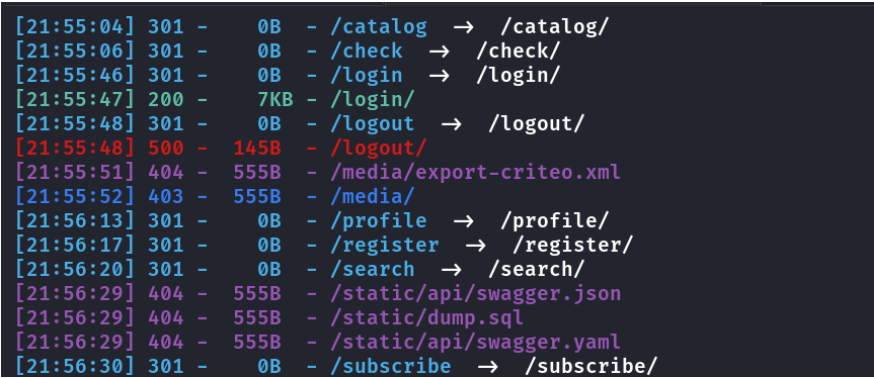 [21:55:04] 301 -    0B  - /catalog  →  /catalog/
[21:55:06] 301 -    0B  - /check  →  /check/
[21:55:46] 301 -    0B  - /login  →  /login/
[21:55:47] 200 -    7KB - /login/
[21:55:48] 301 -    0B  - /logout  →  /logout/
[21:55:48] 500 -  145B  - /logout/
[21:55:51] 404 -  555B  - /media/export-criteo.xml
[21:55:52] 403 -  555B  - /media/
[21:56:13] 301 -    0B  - /profile  →  /profile/
[21:56:17] 301 -    0B  - /register  →  /register/
[21:56:20] 301 -    0B  - /search  →  /search/
[21:56:29] 404 -  555B  - /static/api/swagger.json
[21:56:29] 404 -  555B  - /static/dump.sql
[21:56:29] 404 -  555B  - /static/api/swagger.yaml
[21:56:30] 301 -    0B  - /subscribe  →  /subscribe/